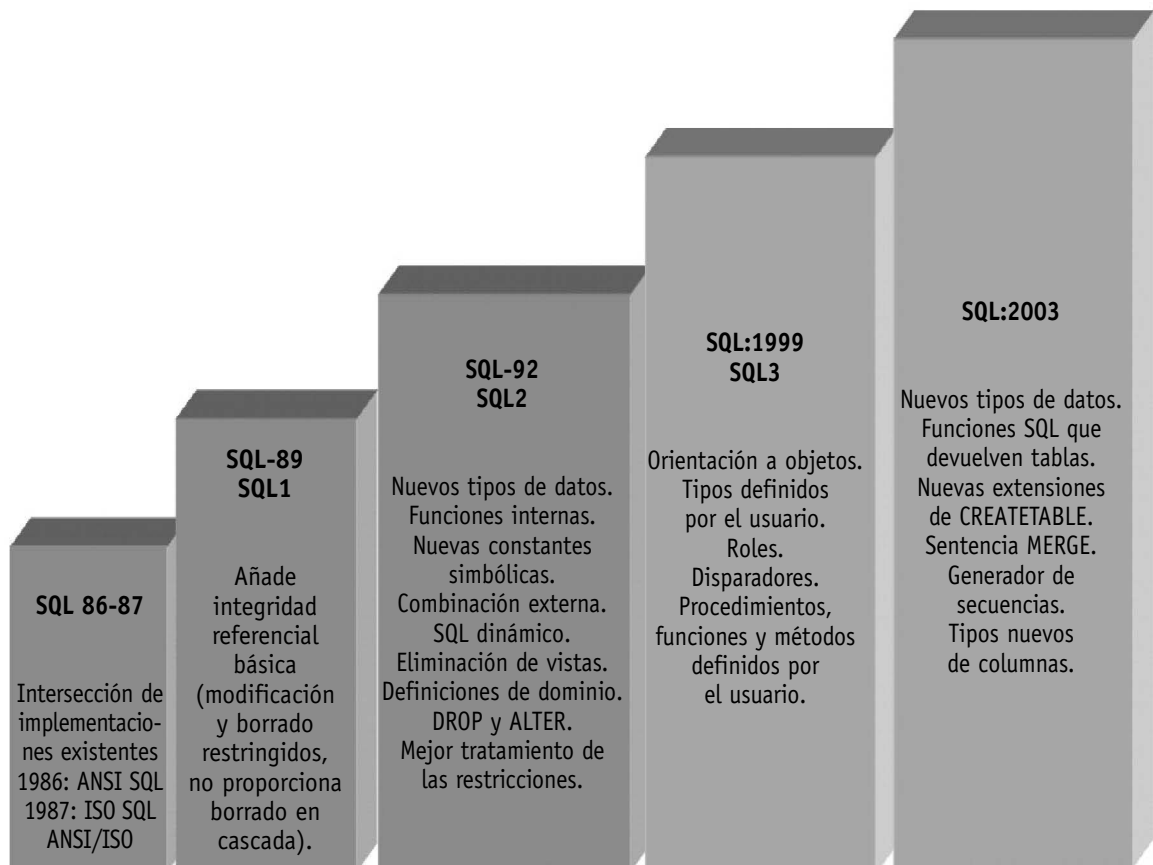 SQL 86-87
Intersección de
implementacio-
nes existentes
1986: ANSI SQL
1987: ISO SQL
ANSI/ISO
SQL-89
SQL1
Añade
integridad
referencial
básica
(modificación
y borrado
restringidos,
no proporciona
borrado en
cascada).
SQL-92
SQL2
Nuevos tipos de datos.
Funciones internas.
Nuevas constantes
simbólicas.
Combinación externa.
SQL dinámico.
Eliminación de vistas.
Definiciones de dominio.
DROP y ALTER.
Mejor tratamiento de
las restricciones.
SQL:1999
SQL3
Orientación a objetos.
Tipos definidos
por el usuario.
Roles.
Disparadores.
Procedimientos,
funciones y métodos
definidos por
el usuario.
SQL:2003
Nuevos tipos de datos.
Funciones SQL que
devuelven tablas.
Nuevas extensiones
de CREATETABLE.
Sentencia MERGE.
Generador de
secuencias.
Tipos nuevos
de columnas.